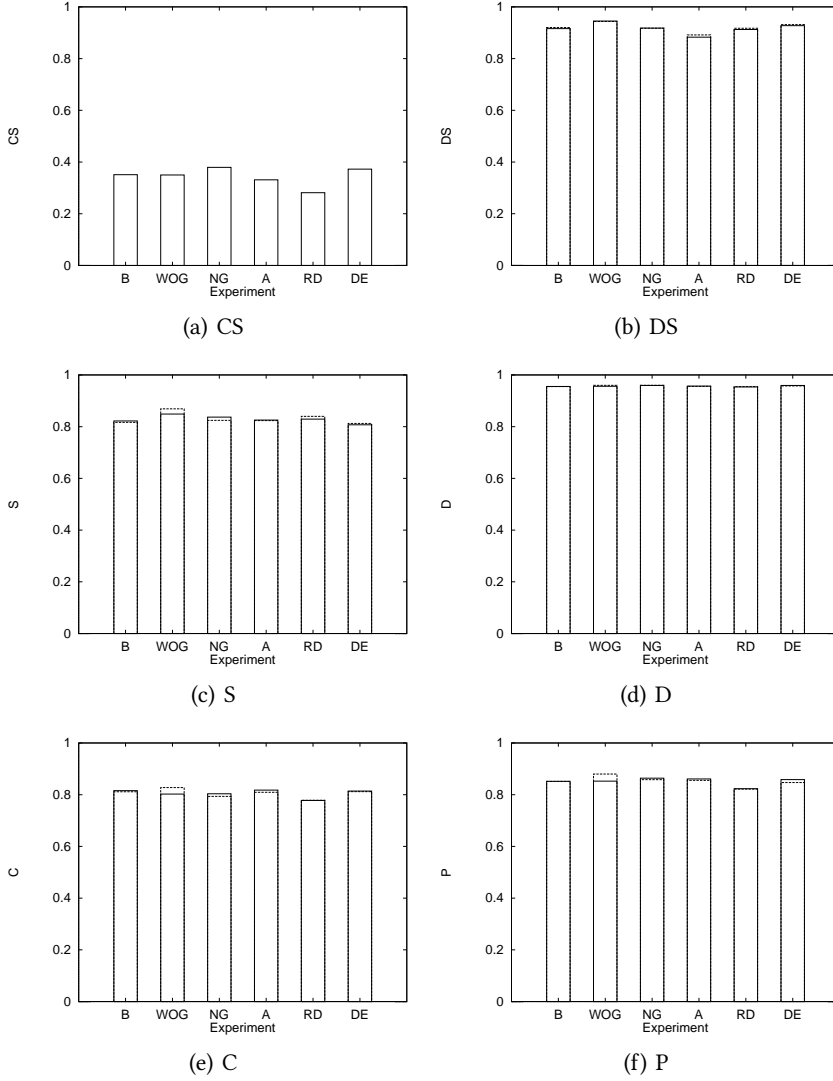 1
0.8
0.6
0.4
0.2
0
CS
B WOG NG A RD DE
Experiment
(a) CS
1
0.8
0.6
0.4
0.2
0
DS
B WOG NG A RD DE
Experiment
(b) DS
1
0.8
0.6
0.4
0.2
0
S
B WOG NG A RD DE
Experiment
(c) S
1
0.8
0.6
0.4
0.2
0
D
B WOG NG A RD DE
Experiment
(d) D
1
0.8
0.6
0.4
0.2
0
C
B WOG NG A RD DE
Experiment
(e) C
1
0.8
0.6
0.4
0.2
0
P
B WOG NG A RD DE
Experiment
(f) P